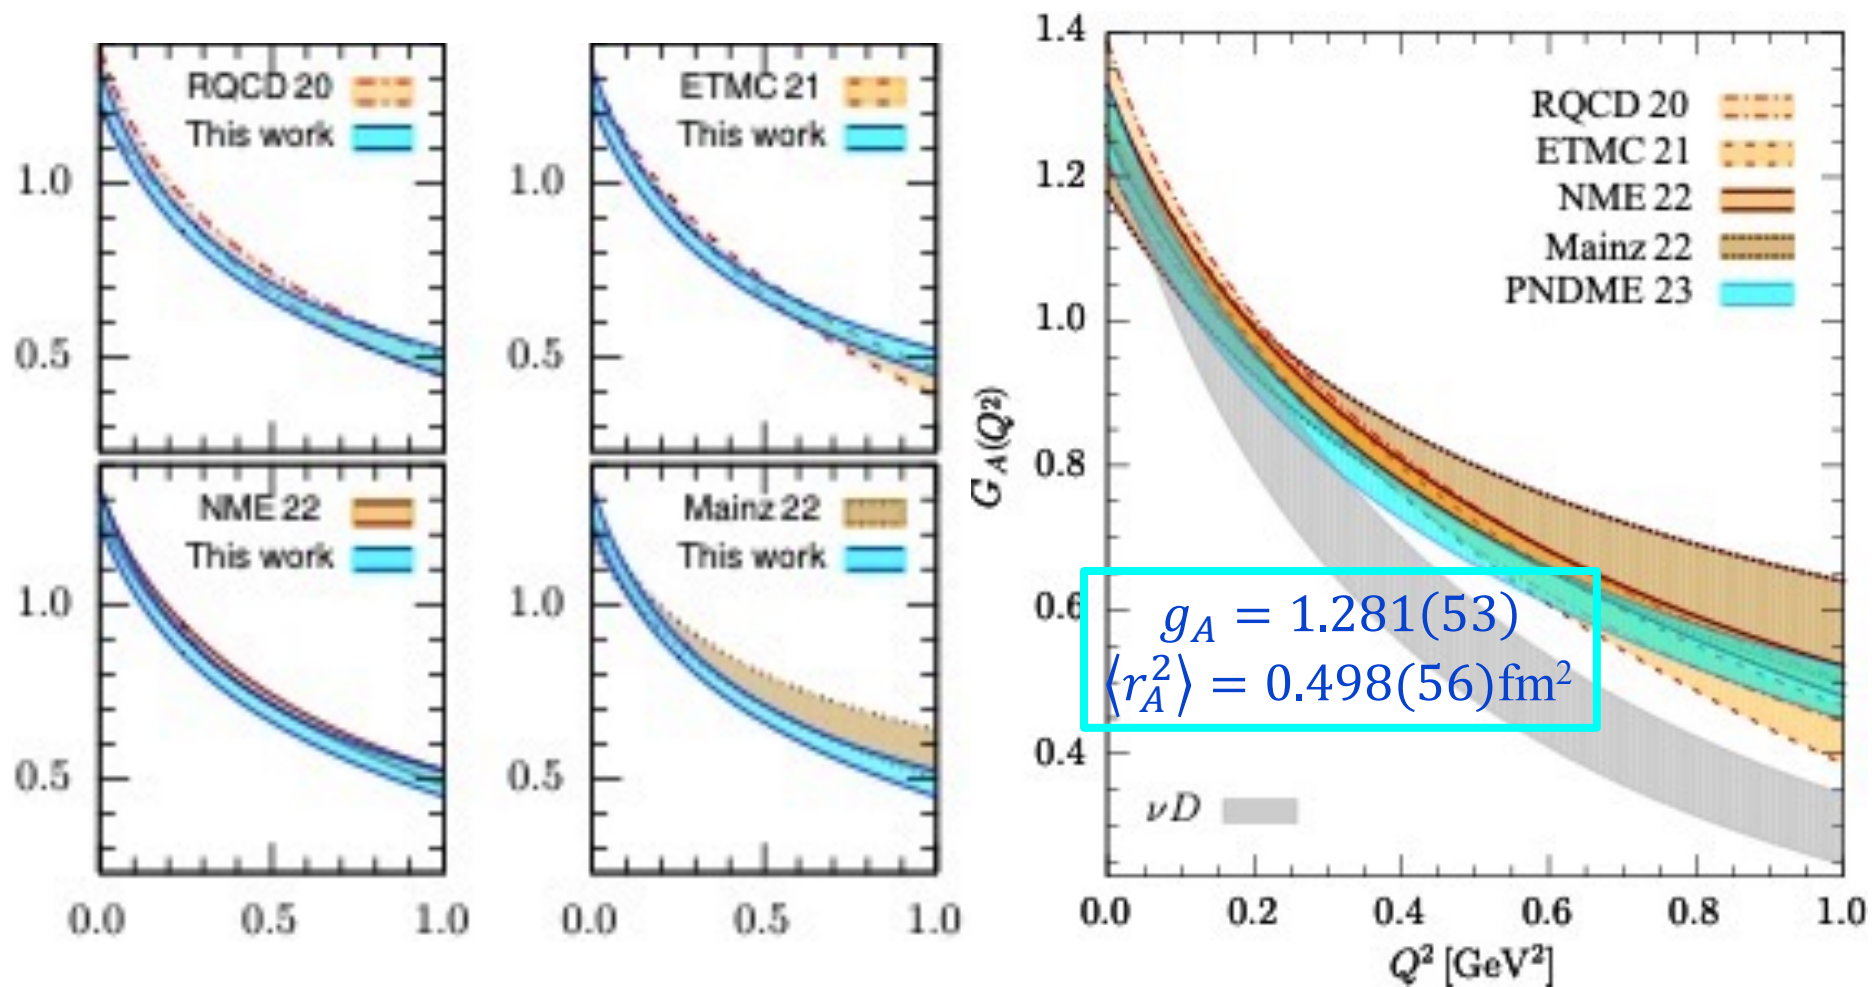 RQCD 20
This work
1.0
0.5
ETMC 21
This work
1.0
0.5
NME 22
This work
1.0
0.5
0.0 0.5 1.0
Mainz 22
This work
1.0
0.5
0.0 0.5 1.0
1.4
1.2
1.0
0.8
0.6
0.4
G_A(Q²)
RQCD 20
ETMC 21
NME 22
Mainz 22
PNDME 23
g_A = 1.281(53)
⟨r_A²⟩ = 0.498(56)fm²
νD
0.0 0.2 0.4 0.6 0.8 1.0
Q² [GeV²]